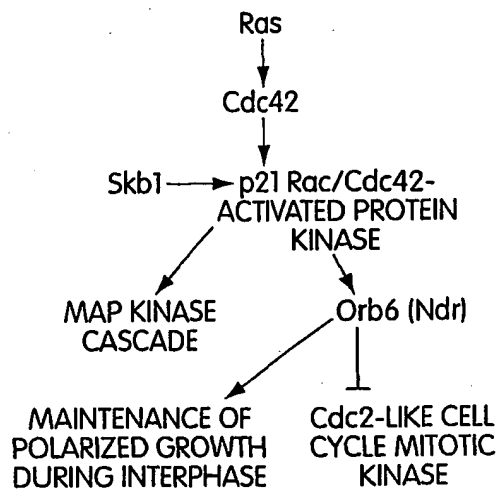 Ras
Cdc42
Skb1
p21 Rac/Cdc42-
ACTIVATED PROTEIN
KINASE
MAP KINASE
CASCADE
Orb6 (Ndr)
MAINTENANCE OF
POLARIZED GROWTH
DURING INTERPHASE
Cdc2-LIKE CELL
CYCLE MITOTIC
KINASE